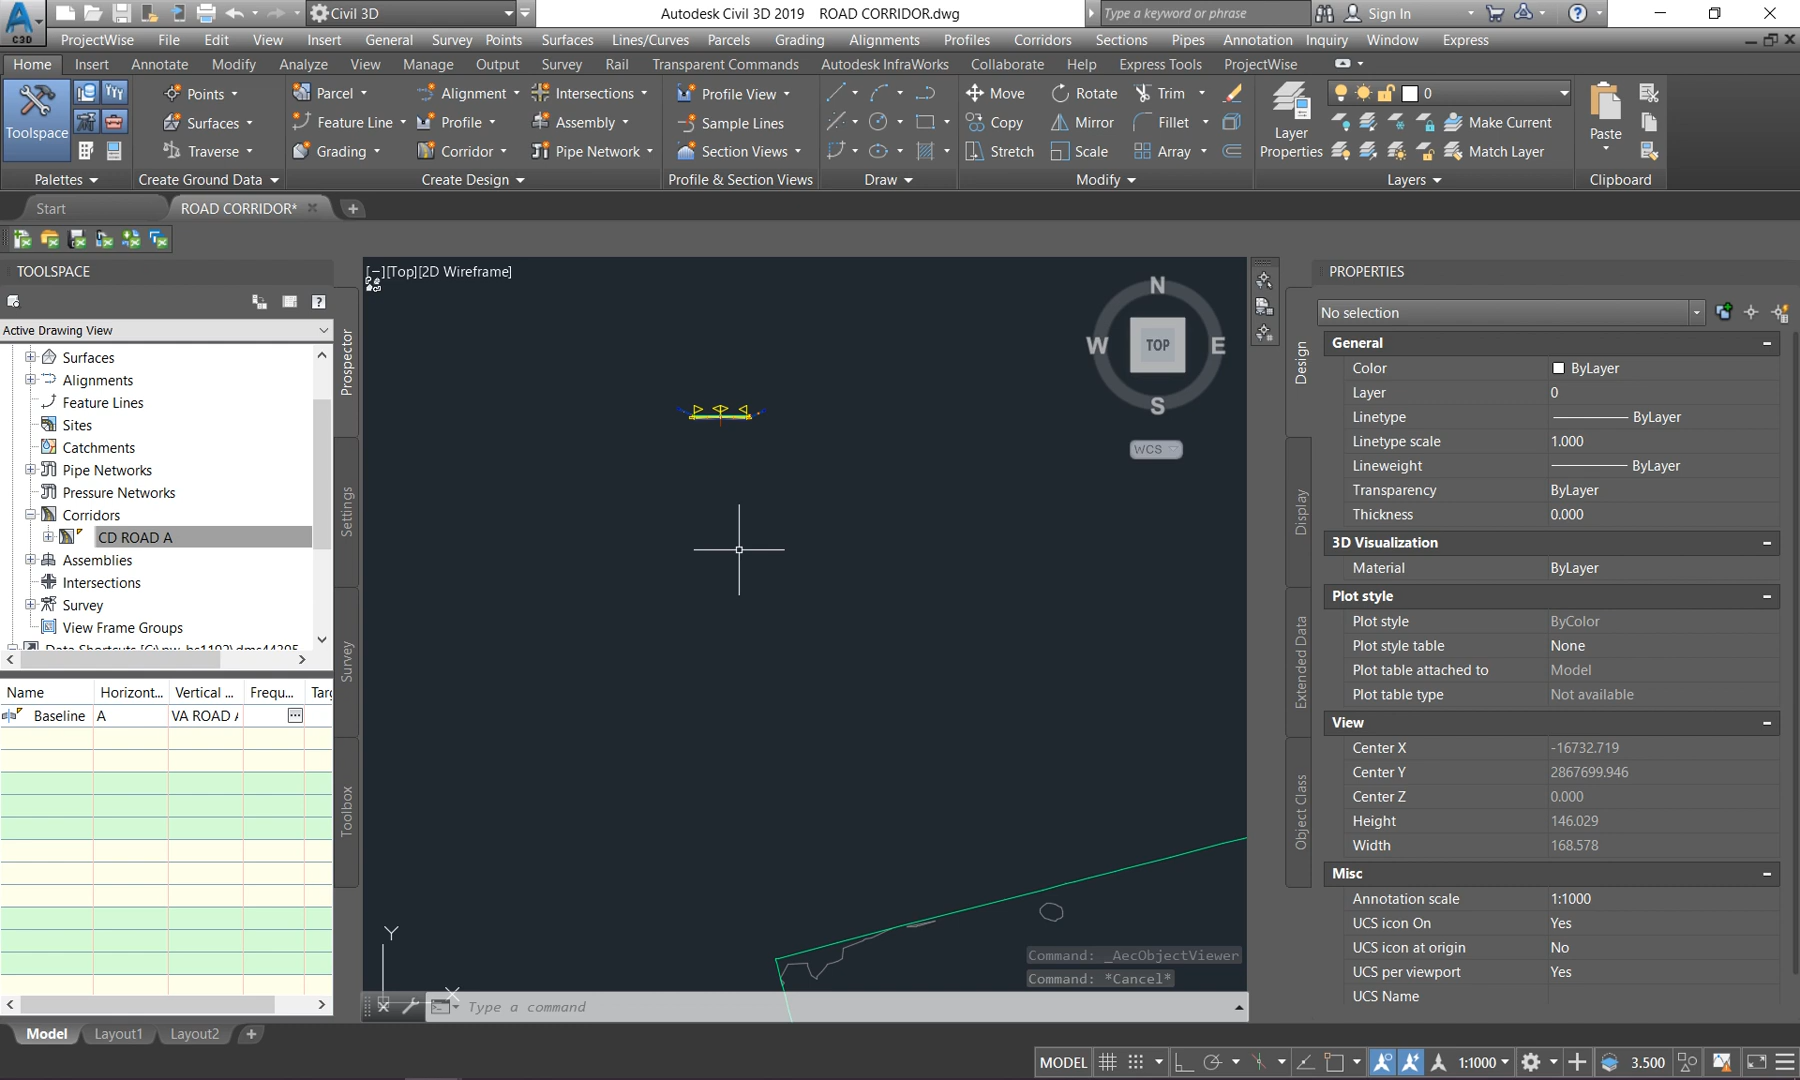 C3D
Civil 3D
Autodesk Civil 3D 2019 ROAD CORRIDOR.dwg
Type a keyword or phrase
Sign In
ProjectWise File Edit View Insert General Survey Points Surfaces Lines/Curves Parcels Grading Alignments Profiles Corridors Sections Pipes Annotation Inquiry Window Express
Home Insert Annotate Modify Analyze View Manage Output Survey Rail Transparent Commands Autodesk InfraWorks Collaborate Help Express Tools ProjectWise
Toolspace
Points
Surfaces
Traverse
Parcel
Feature Line
Grading
Alignment
Profile
Corridor
Intersections
Assembly
Pipe Network
Profile View
Sample Lines
Section Views
Move
Copy
Stretch
Rotate
Mirror
Scale
Trim
Fillet
Array
Layer
Properties
0
Make Current
Match Layer
Paste
Palettes
Create Ground Data
Create Design
Profile & Section Views
Draw
Modify
Layers
Clipboard
Start
ROAD CORRIDOR*
TOOLSPACE
Active Drawing View
Surfaces
Alignments
Feature Lines
Sites
Catchments
Pipe Networks
Pressure Networks
Corridors
CD ROAD A
Assemblies
Intersections
Survey
View Frame Groups
Name Horizont... Vertical ... Frequ...
Baseline A VA ROAD
Prospector
Settings
Survey
Toolbox
[−][Top][2D Wireframe]
N
W
TOP
E
S
WCS
Y
X
Command: _AecObjectViewer
Command: *Cancel*
Type a command
Model Layout1 Layout2
PROPERTIES
Design
Display
Extended Data
Object Class
No selection
General
Color ByLayer
Layer 0
Linetype ByLayer
Linetype scale 1.000
Lineweight ByLayer
Transparency ByLayer
Thickness 0.000
3D Visualization
Material ByLayer
Plot style
Plot style ByColor
Plot style table None
Plot table attached to Model
Plot table type Not available
View
Center X -16732.719
Center Y 2867699.946
Center Z 0.000
Height 146.029
Width 168.578
Misc
Annotation scale 1:1000
UCS icon On Yes
UCS icon at origin No
UCS per viewport Yes
UCS Name
MODEL
1:1000
3.500